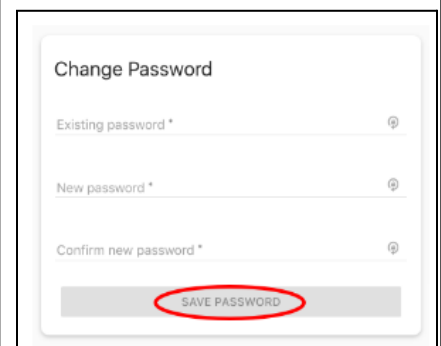 Change Password
Existing password *
New password *
Confirm new password *
SAVE PASSWORD